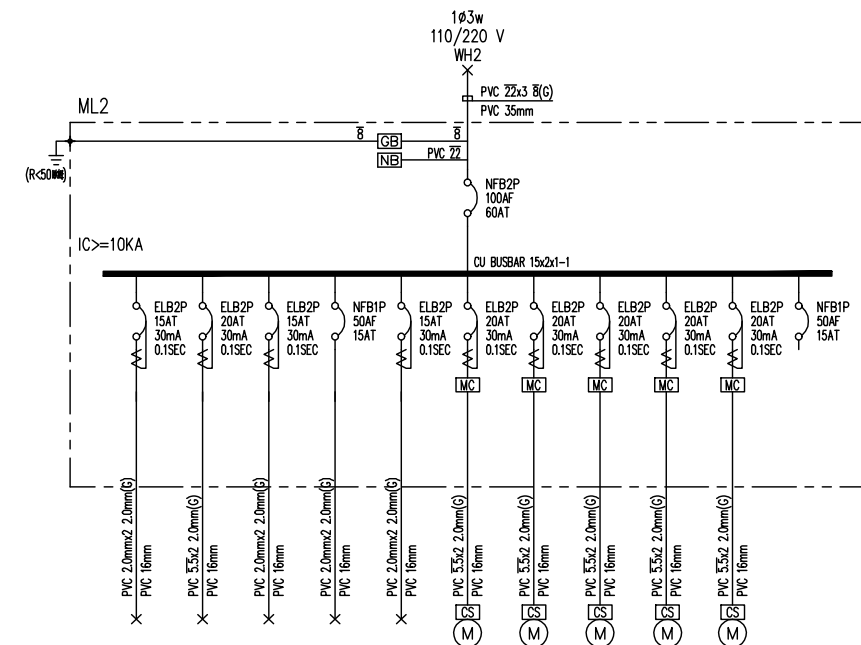 1ø3w
110/220 V
WH2
PVC 22x3 8(G)
PVC 35mm
ML2
8
GB
8
NB
PVC 22
(R<50
NFB2P
100AF
60AT
IC>=10KA
CU BUSBAR 15x2x1-1
ELB2P
15AT
30mA
0.1SEC
ELB2P
20AT
30mA
0.1SEC
ELB2P
15AT
30mA
0.1SEC
NFB1P
50AF
15AT
ELB2P
15AT
30mA
0.1SEC
ELB2P
20AT
30mA
0.1SEC
ELB2P
20AT
30mA
0.1SEC
ELB2P
20AT
30mA
0.1SEC
ELB2P
20AT
30mA
0.1SEC
ELB2P
20AT
30mA
0.1SEC
NFB1P
50AF
15AT
MC
MC
MC
MC
MC
PVC 2.0mmx2 2.0mm(G)
PVC 16mm
PVC 5.5x2 2.0mm(G)
PVC 16mm
PVC 2.0mmx2 2.0mm(G)
PVC 16mm
PVC 2.0mmx2 2.0mm(G)
PVC 16mm
PVC 2.0mmx2 2.0mm(G)
PVC 16mm
PVC 5.5x2 2.0mm(G)
PVC 16mm
PVC 5.5x2 2.0mm(G)
PVC 16mm
PVC 5.5x2 2.0mm(G)
PVC 16mm
PVC 5.5x2 2.0mm(G)
PVC 16mm
PVC 5.5x2 2.0mm(G)
PVC 16mm
CS
CS
CS
CS
CS
M
M
M
M
M